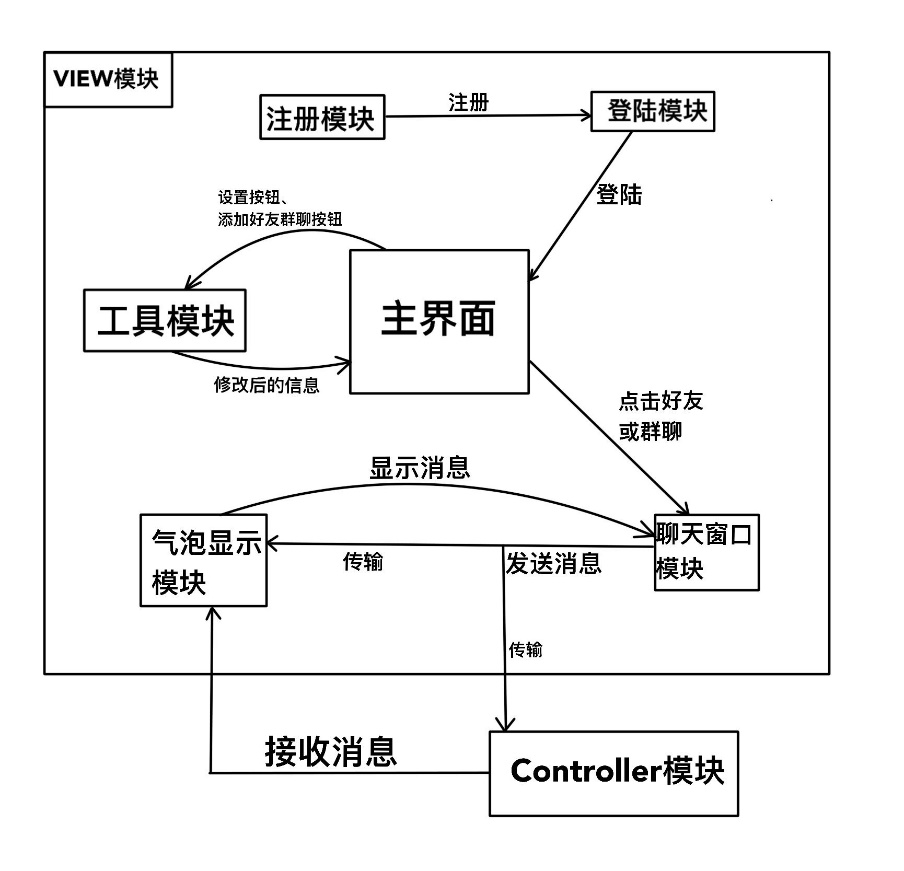 VIEW模块
注册模块
注册
登陆模块
登陆
设置按钮、
添加好友群聊按钮
工具模块
主界面
修改后的信息
点击好友
或群聊
显示消息
气泡显示
模块
传输
发送消息
聊天窗口
模块
传输
接收消息
Controller模块